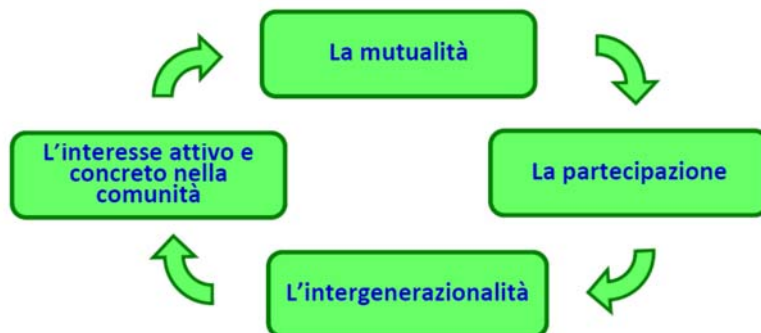 La mutualità
La partecipazione
L’intergenerazionalità
L’interesse attivo e
concreto nella
comunità